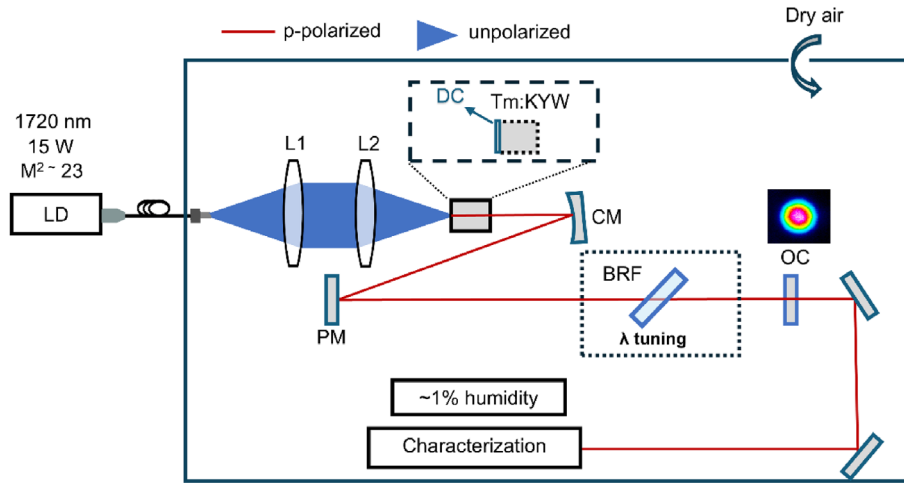 p-polarized
unpolarized
Dry air
DC
Tm:KYW
1720 nm
15 W
M² ~ 23
LD
L1
L2
CM
OC
BRF
PM
λ tuning
~1% humidity
Characterization